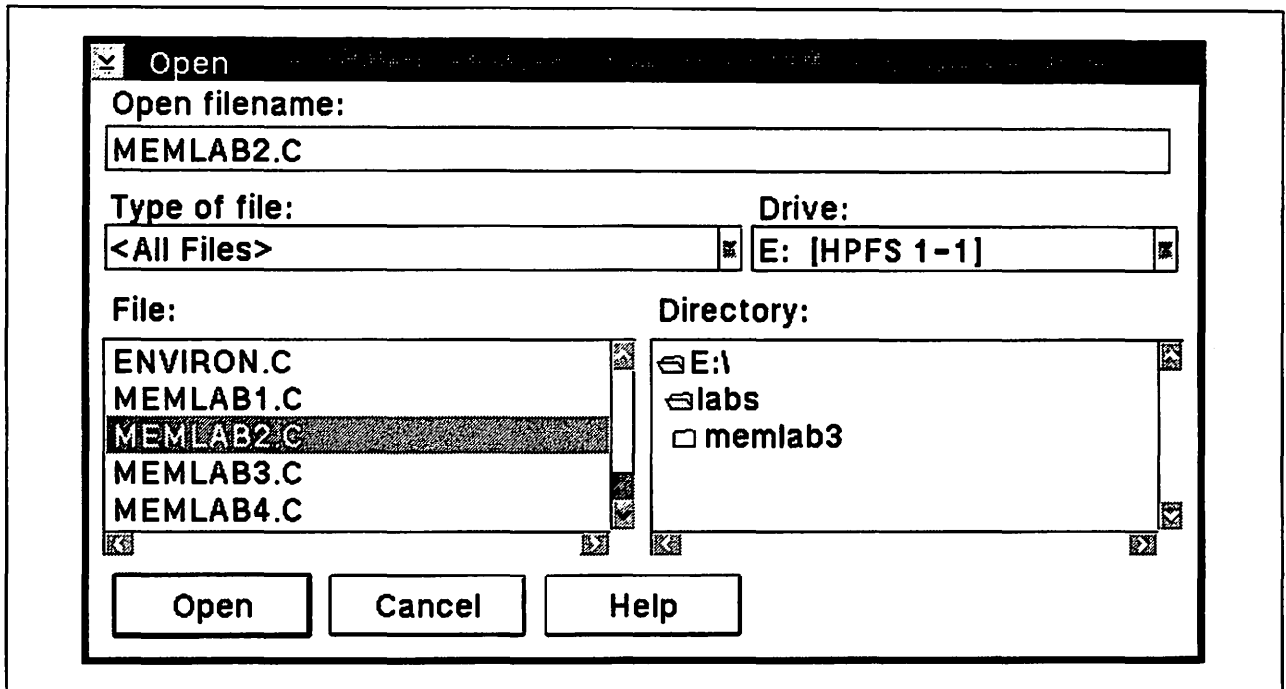 Open
Open filename:
MEMLAB2.C
Type of file:
Drive:
<All Files>
E: [HPFS 1-1]
File:
Directory:
ENVIRON.C
MEMLAB1.C
MEMLAB2.C
MEMLAB3.C
MEMLAB4.C
E:\
labs
memlab3
Open
Cancel
Help